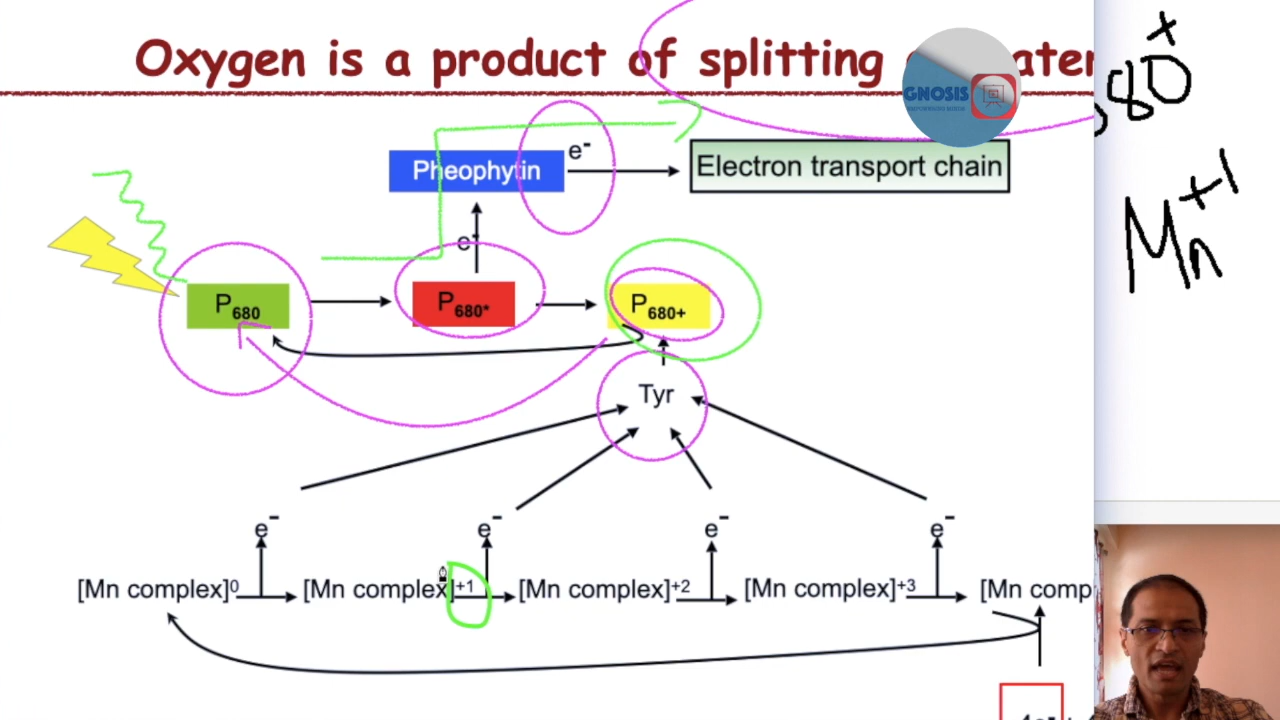 Oxygen is a product of splitting
GNOSIS
Pheophytin
e-
Electron transport chain
e-
P680
P680*
P680+
Tyr
e-
e-
e-
e-
[Mn complex]0
[Mn complex]+1
[Mn complex]+2
[Mn complex]+3
[Mn comp
680+
Mn+1